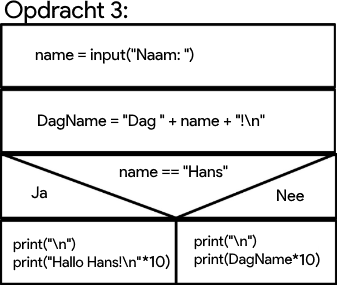 Opdracht 3:
name = input("Naam: ")
DagName = "Dag " + name + "!\n"
name == "Hans"
Ja
Nee
print("\n")
print("Hallo Hans!\n"*10)
print("\n")
print(DagName*10)